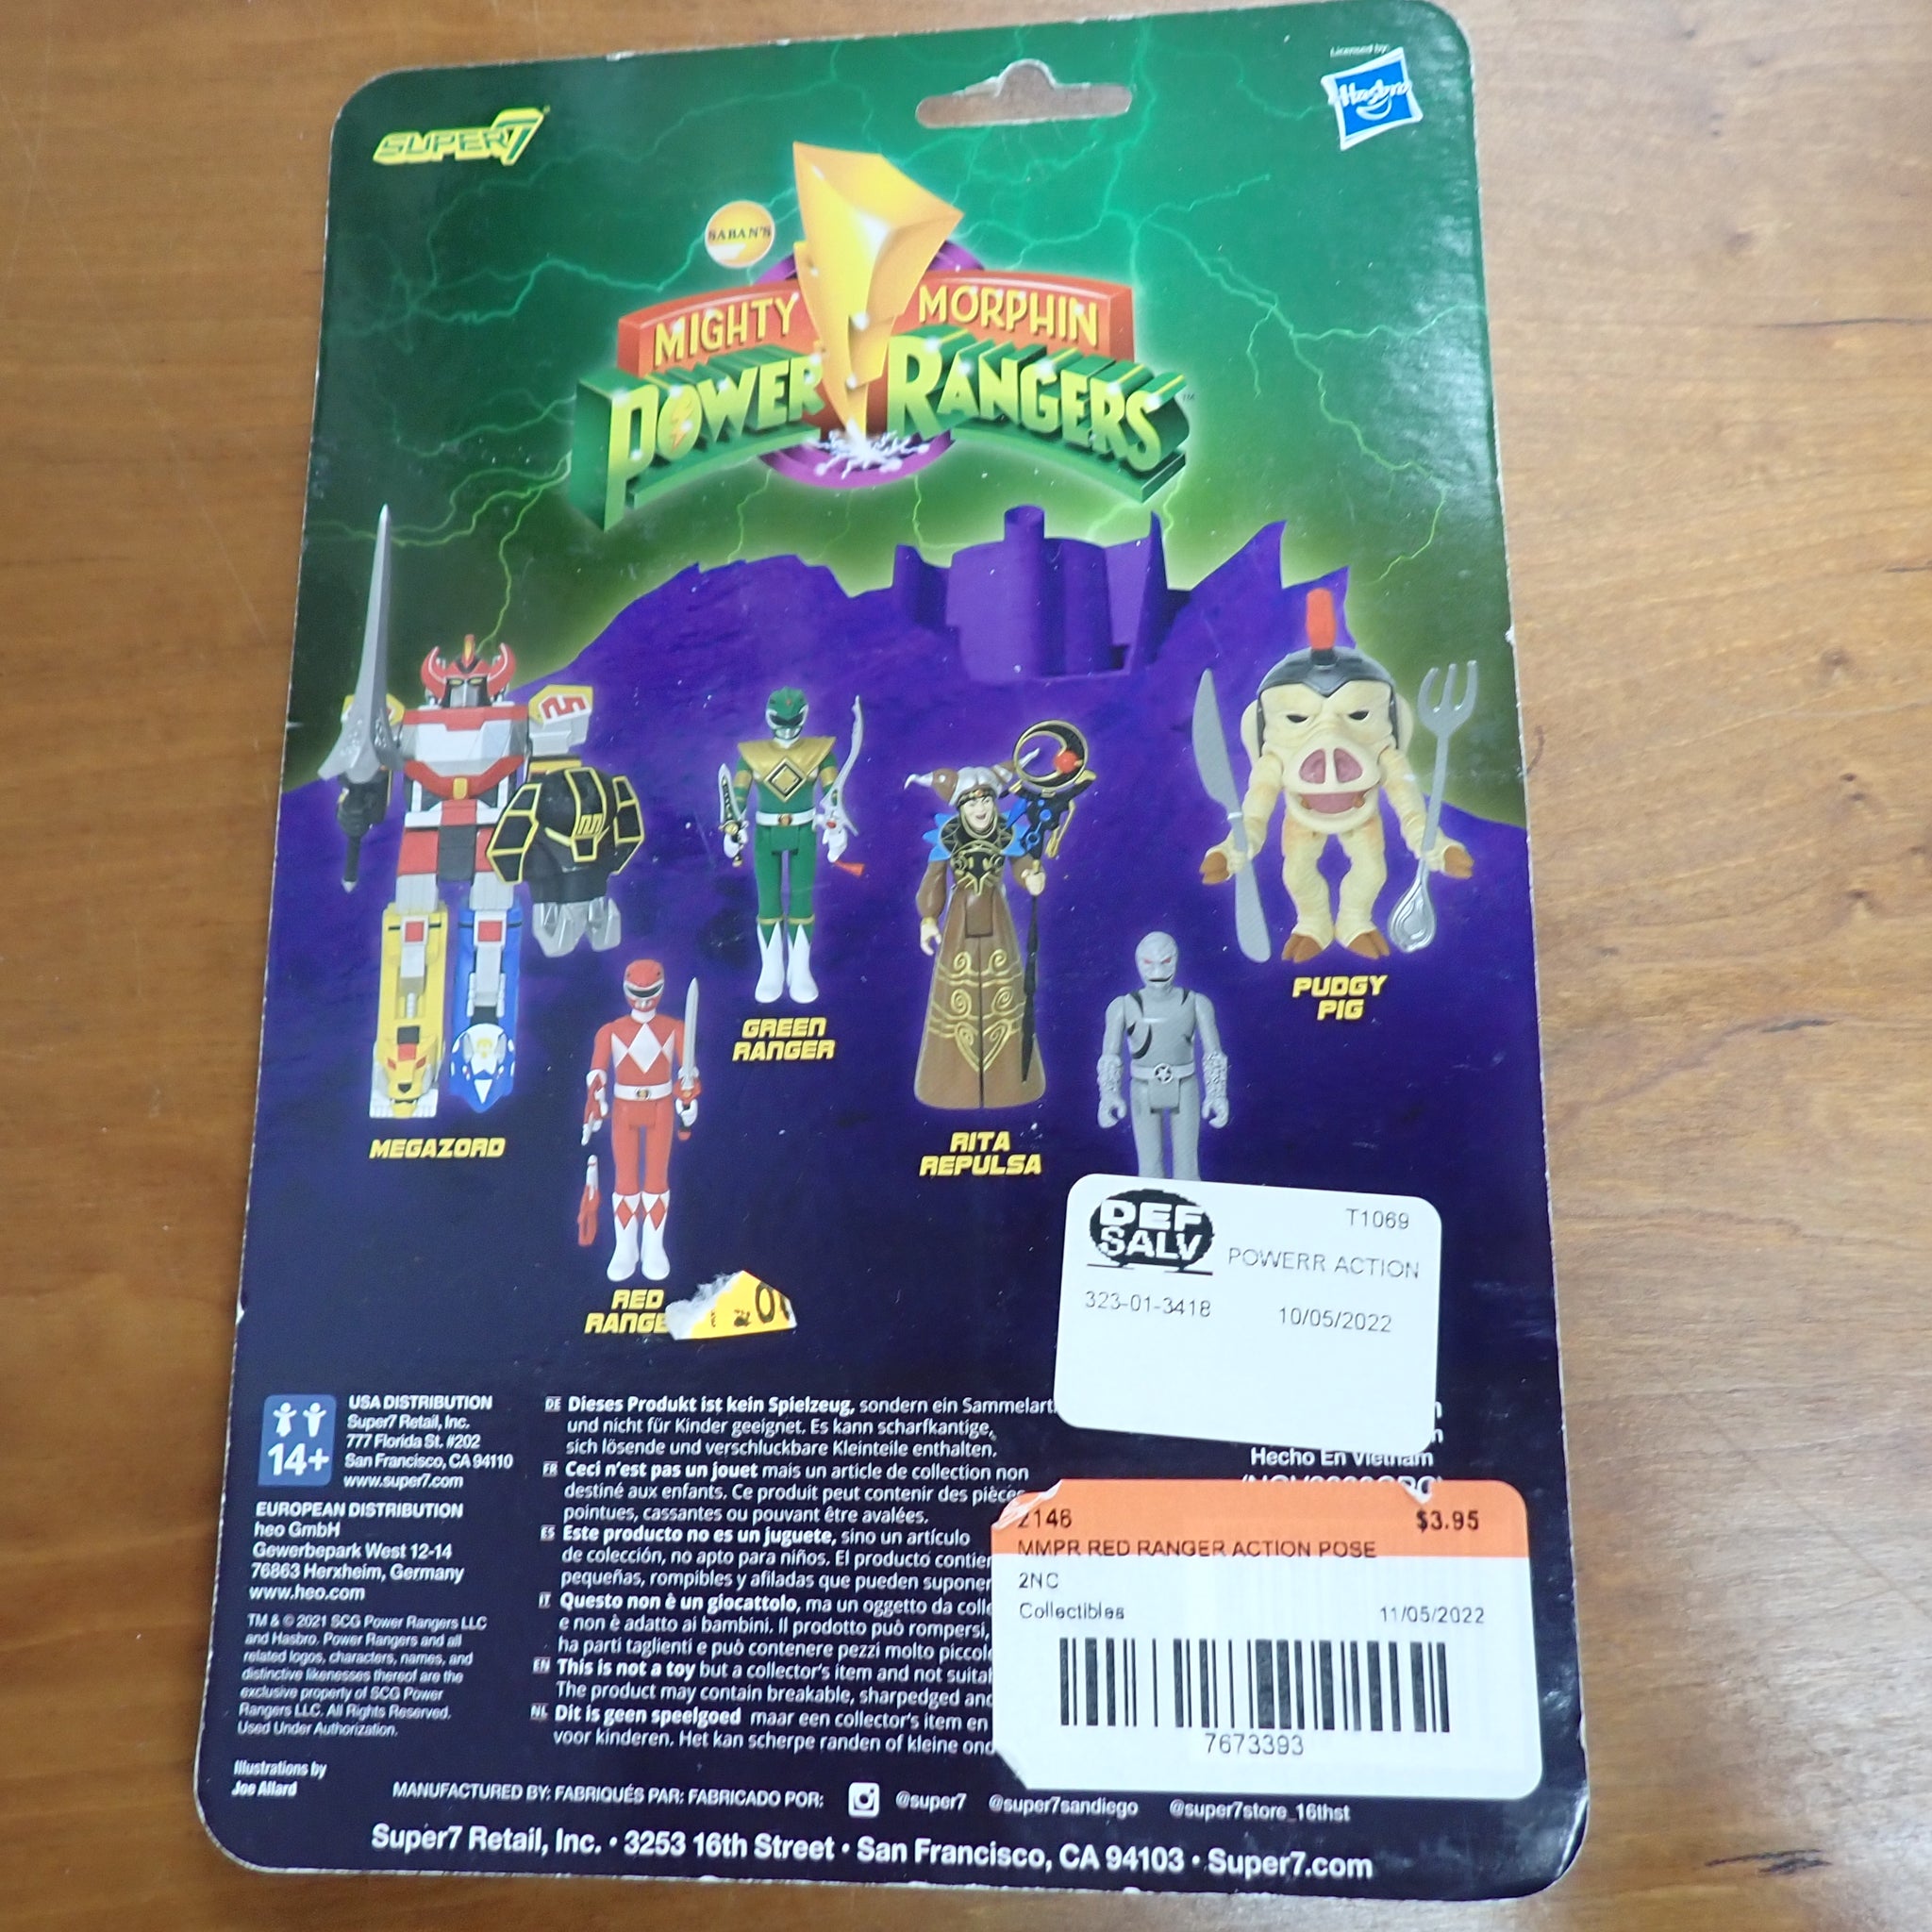 SUPER7
Licensed by:
Hasbro
SABAN'S
MIGHTY MORPHIN
POWER RANGERS
TM
MEGAZORD
GREEN
RANGER
RITA
REPULSA
PUDGY
PIG
RED
RANGE
DEF
SALV
T1069
POWERR ACTION
323-01-3418
10/05/2022
14+
USA DISTRIBUTION
Super7 Retail, Inc.
777 Florida St. #202
San Francisco, CA 94110
www.super7.com
EUROPEAN DISTRIBUTION
heo GmbH
Gewerbepark West 12-14
76863 Herxheim, Germany
www.heo.com
TM & © 2021 SCG Power Rangers LLC
and Hasbro. Power Rangers and all
related logos, characters, names, and
distinctive likenesses thereof are the
exclusive property of SCG Power
Rangers LLC. All Rights Reserved.
Used Under Authorization.
Illustrations by
Joe Allard
DE Dieses Produkt ist kein Spielzeug, sondern ein Sammelart
und nicht für Kinder geeignet. Es kann scharfkantige,
sich lösende und verschluckbare Kleinteile enthalten.
FR Ceci n'est pas un jouet mais un article de collection non
destiné aux enfants. Ce produit peut contenir des pièces
pointues, cassantes ou pouvant être avalées.
ES Este producto no es un juguete, sino un artículo
de colección, no apto para niños. El producto contien
pequeñas, rompibles y afiladas que pueden suponer
IT Questo non è un giocattolo, ma un oggetto da colle
e non è adatto ai bambini. Il prodotto può rompersi,
ha parti taglienti e può contenere pezzi molto piccol
EN This is not a toy but a collector's item and not suita
The product may contain breakable, sharpedged and
NL Dit is geen speelgoed maar een collector's item en
voor kinderen. Het kan scherpe randen of kleine ond
Hecho En Vietnam
2146
$3.95
MMPR RED RANGER ACTION POSE
2NC
Collectibles
11/05/2022
7673393
MANUFACTURED BY: FABRIQUÉS PAR: FABRICADO POR:
@super7 @super7sandiego @super7store_16thst
Super7 Retail, Inc. • 3253 16th Street • San Francisco, CA 94103 • Super7.com